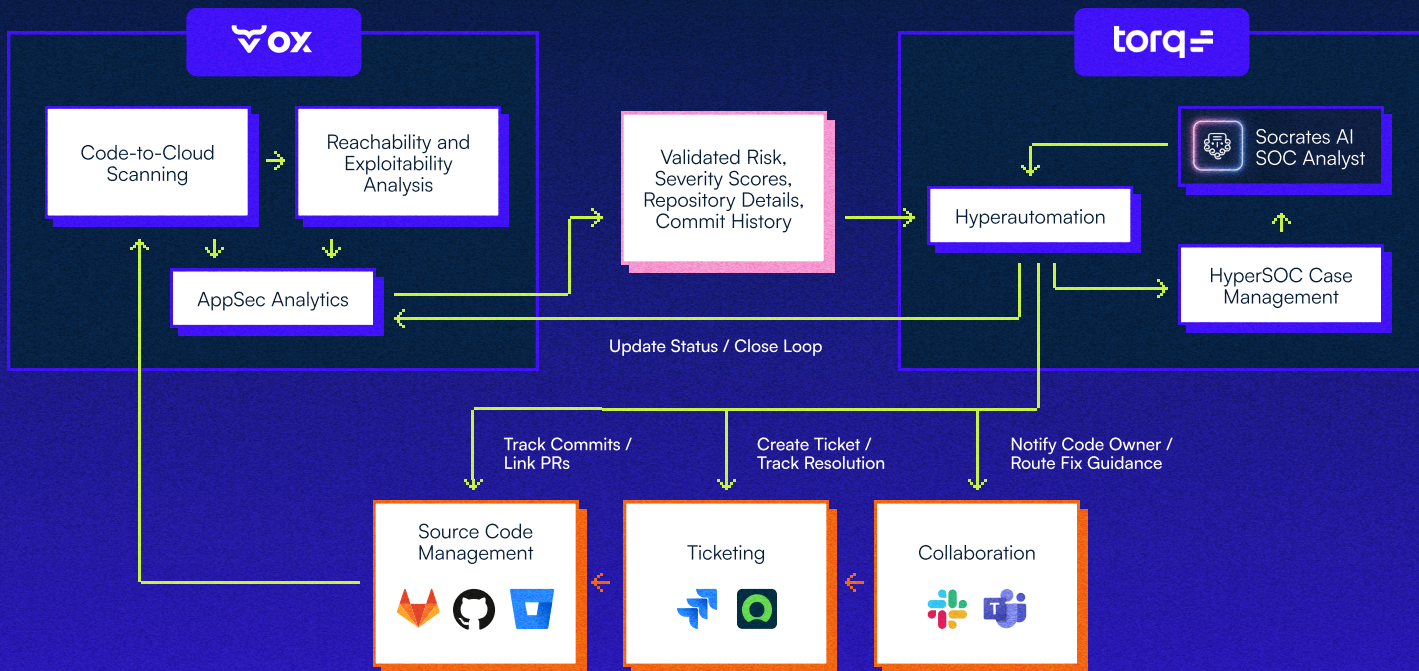 ox
torq
Code-to-Cloud
Scanning
Reachability and
Exploitability
Analysis
AppSec Analytics
Validated Risk,
Severity Scores,
Repository Details,
Commit History
Socrates AI
SOC Analyst
Hyperautomation
HyperSOC Case
Management
Update Status / Close Loop
Track Commits /
Link PRs
Create Ticket /
Track Resolution
Notify Code Owner /
Route Fix Guidance
Source Code
Management
Ticketing
Collaboration
T